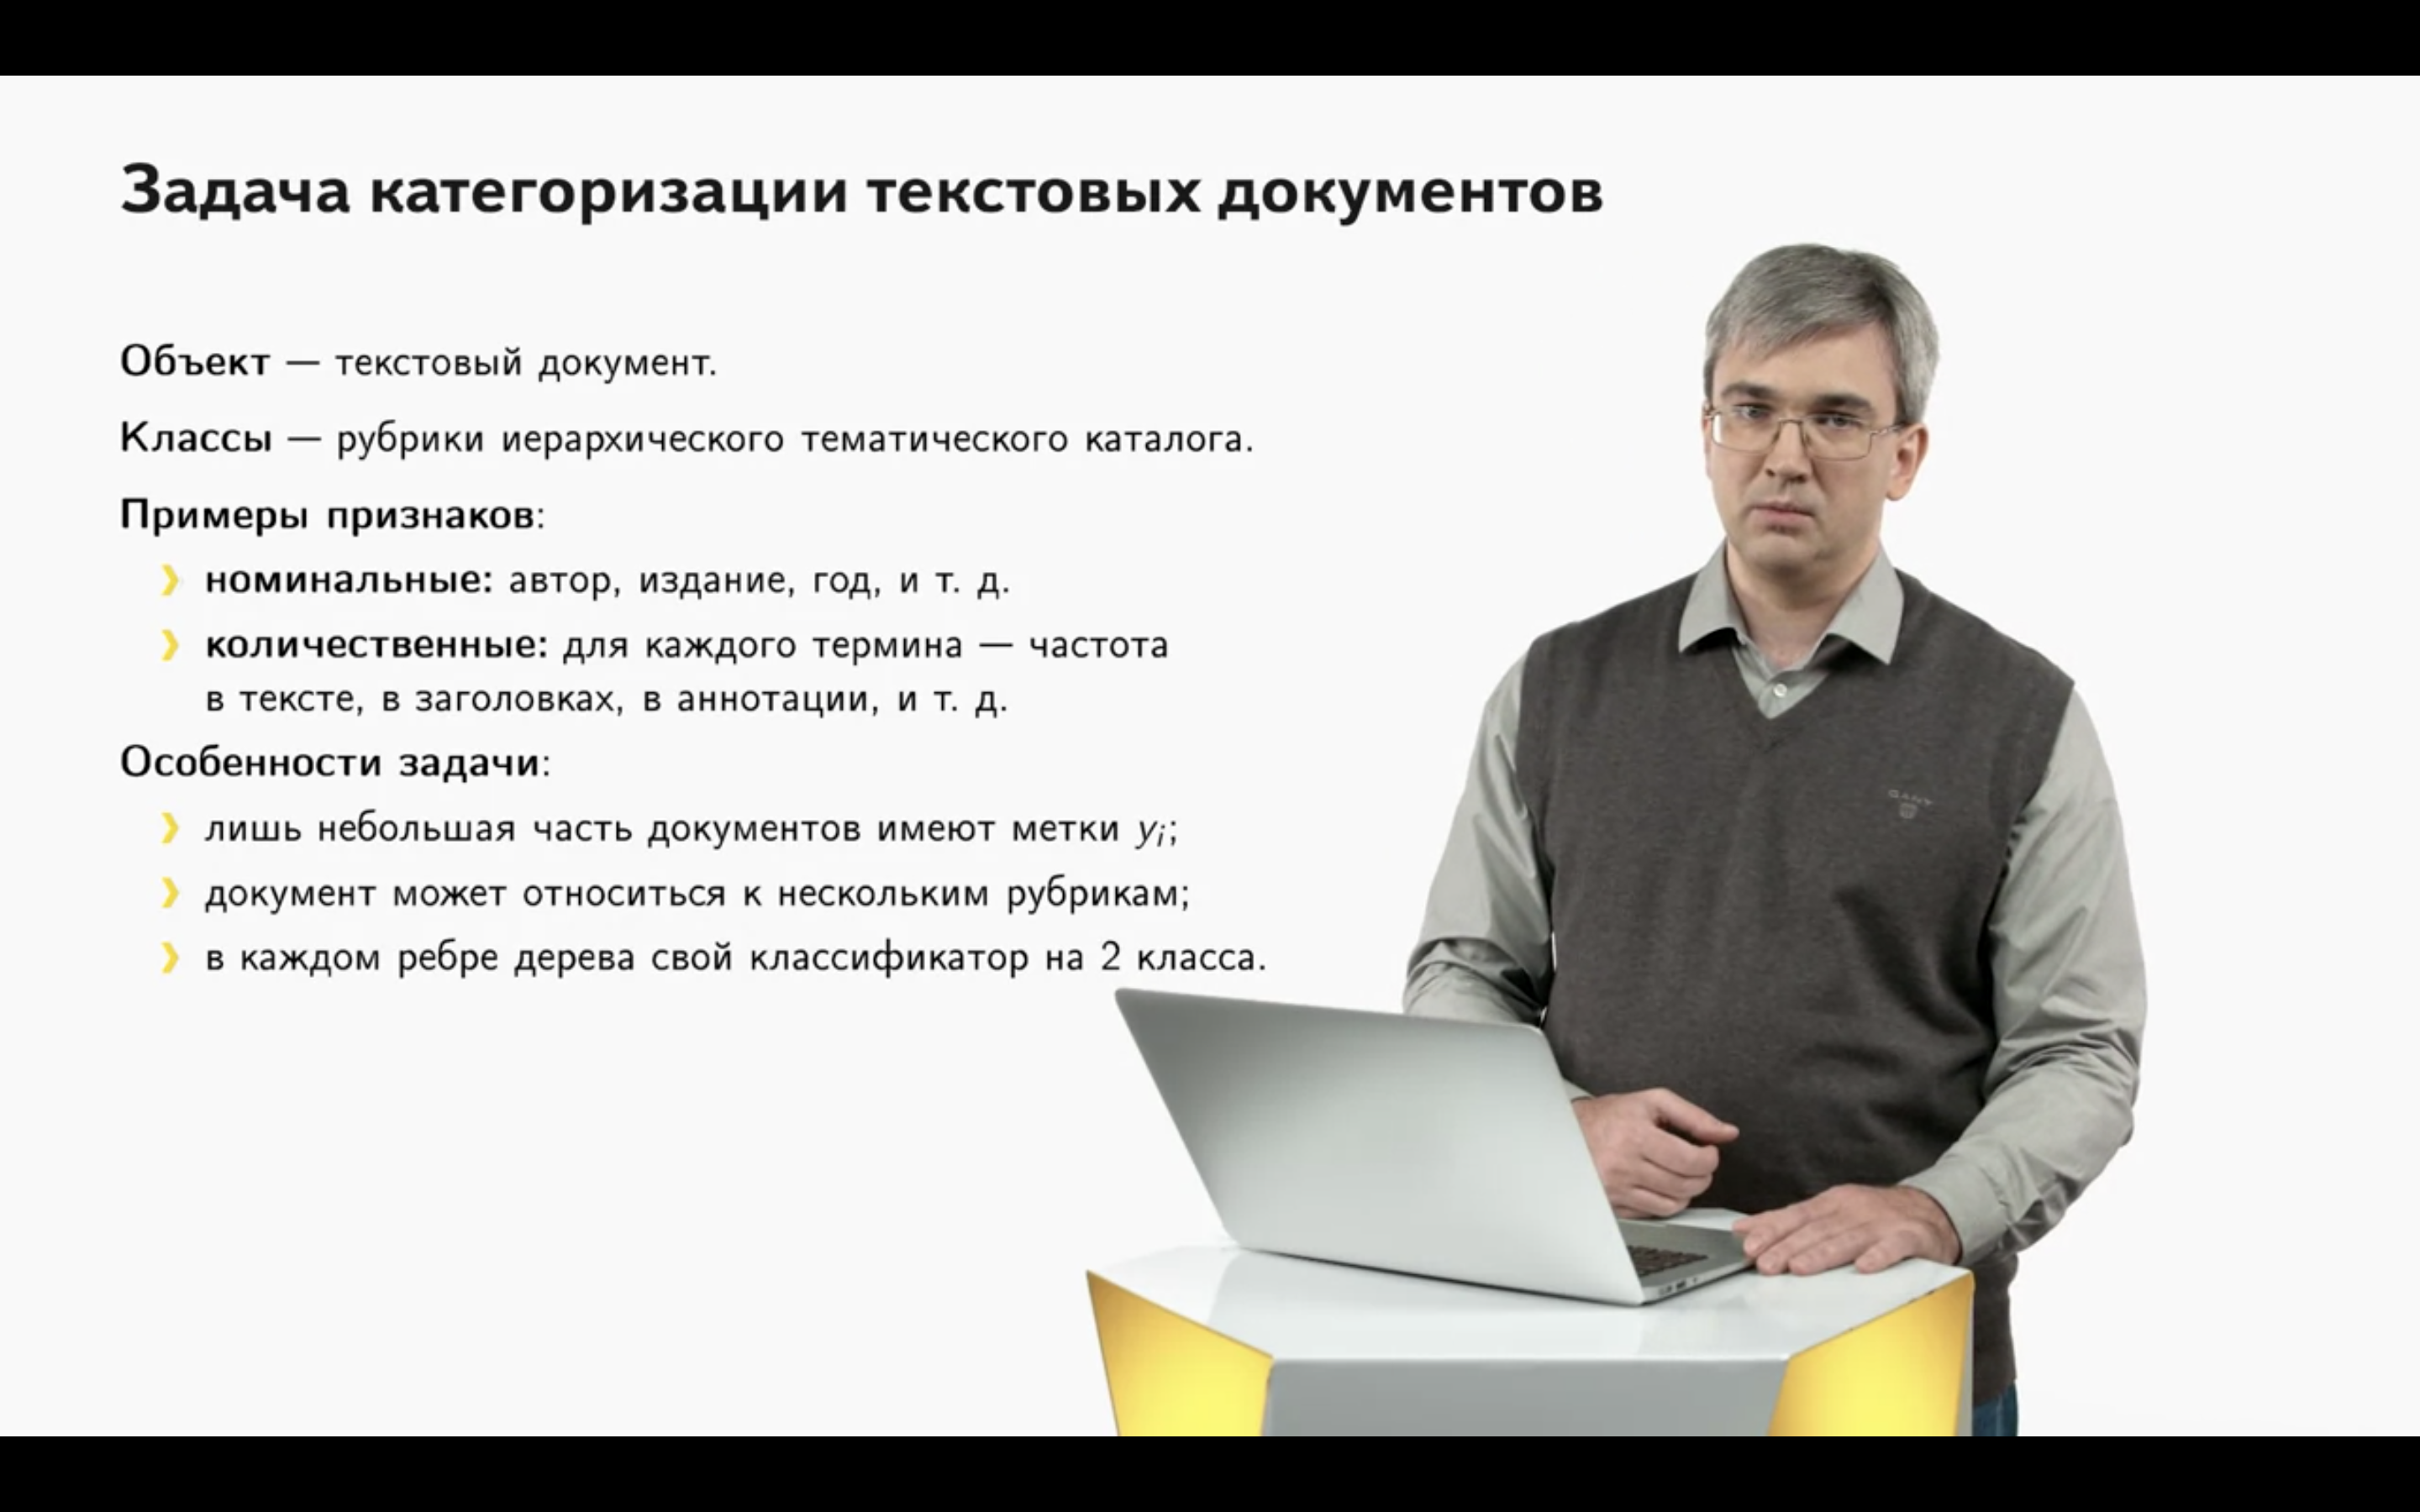 Задача категоризации текстовых документов
Объект — текстовый документ.
Классы — рубрики иерархического тематического каталога.
Примеры признаков:
❯ номинальные: автор, издание, год, и т. д.
❯ количественные: для каждого термина — частота
в тексте, в заголовках, в аннотации, и т. д.
Особенности задачи:
❯ лишь небольшая часть документов имеют метки yᵢ;
❯ документ может относиться к нескольким рубрикам;
❯ в каждом ребре дерева свой классификатор на 2 класса.
GANT